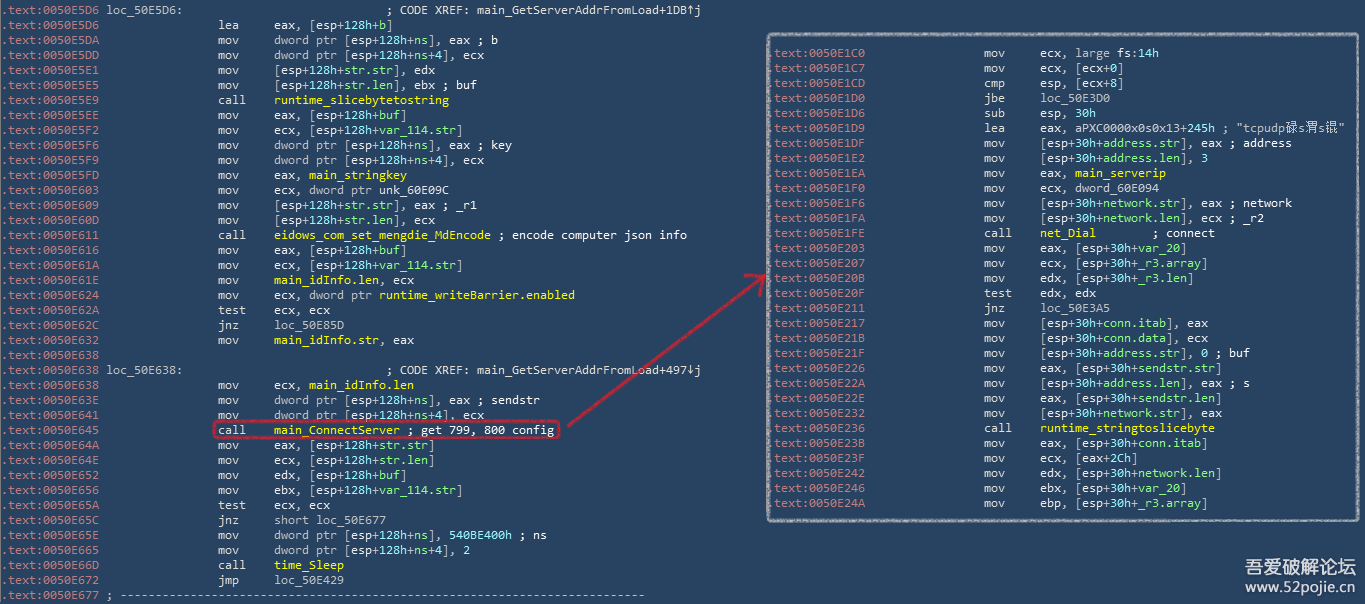 .text:0050E5D6 loc_50E5D6: ; CODE XREF: main_GetServerAddrFromLoad+1DB↑j
.text:0050E5D6 lea eax, [esp+128h+b]
.text:0050E5DA mov dword ptr [esp+128h+ns], eax ; b
.text:0050E5DD mov dword ptr [esp+128h+ns+4], ecx
.text:0050E5E1 mov [esp+128h+str.str], edx
.text:0050E5E5 mov [esp+128h+str.len], ebx ; buf
.text:0050E5E9 call runtime_slicebytetostring
.text:0050E5EE mov eax, [esp+128h+buf]
.text:0050E5F2 mov ecx, [esp+128h+var_114.str]
.text:0050E5F6 mov dword ptr [esp+128h+ns], eax ; key
.text:0050E5F9 mov dword ptr [esp+128h+ns+4], ecx
.text:0050E5FD mov eax, main_stringkey
.text:0050E603 mov ecx, dword ptr unk_60E09C
.text:0050E609 mov [esp+128h+str.str], eax ; _r1
.text:0050E60D mov [esp+128h+str.len], ecx
.text:0050E611 call eidows_com_set_mengdie_MdEncode ; encode computer json info
.text:0050E616 mov eax, [esp+128h+buf]
.text:0050E61A mov ecx, [esp+128h+var_114.str]
.text:0050E61E mov main_idInfo.len, ecx
.text:0050E624 mov ecx, dword ptr runtime_writeBarrier.enabled
.text:0050E62A test ecx, ecx
.text:0050E62C jnz loc_50E85D
.text:0050E632 mov main_idInfo.str, eax
.text:0050E638
.text:0050E638 loc_50E638: ; CODE XREF: main_GetServerAddrFromLoad+497↓j
.text:0050E638 mov ecx, main_idInfo.len
.text:0050E63E mov dword ptr [esp+128h+ns], eax ; sendstr
.text:0050E641 mov dword ptr [esp+128h+ns+4], ecx
.text:0050E645 call main_ConnectServer ; get 799, 800 config
.text:0050E64A mov eax, [esp+128h+str.str]
.text:0050E64E mov ecx, [esp+128h+str.len]
.text:0050E652 mov edx, [esp+128h+buf]
.text:0050E656 mov ebx, [esp+128h+var_114.str]
.text:0050E65A test ecx, ecx
.text:0050E65C jnz short loc_50E677
.text:0050E65E mov dword ptr [esp+128h+ns], 540BE400h ; ns
.text:0050E665 mov dword ptr [esp+128h+ns+4], 2
.text:0050E66D call time_Sleep
.text:0050E672 jmp loc_50E429
.text:0050E677 ; ---------------------------------------------------------------------------
.text:0050E1C0 mov ecx, large fs:14h
.text:0050E1C7 mov ecx, [ecx+0]
.text:0050E1CD cmp esp, [ecx+8]
.text:0050E1D0 jbe loc_50E3D0
.text:0050E1D6 sub esp, 30h
.text:0050E1D9 lea eax, aPXC0000x0s0x13+245h ; "tcpudp碌s渭s锟"
.text:0050E1DF mov [esp+30h+address.str], eax ; address
.text:0050E1E2 mov [esp+30h+address.len], 3
.text:0050E1EA mov eax, main_serverip
.text:0050E1F0 mov ecx, dword_60E094
.text:0050E1F6 mov [esp+30h+network.str], eax ; network
.text:0050E1FA mov [esp+30h+network.len], ecx ; _r2
.text:0050E1FE call net_Dial ; connect
.text:0050E203 mov eax, [esp+30h+var_20]
.text:0050E207 mov ecx, [esp+30h+_r3.array]
.text:0050E20B mov edx, [esp+30h+_r3.len]
.text:0050E20F test edx, edx
.text:0050E211 jnz loc_50E3A5
.text:0050E217 mov [esp+30h+conn.itab], eax
.text:0050E21B mov [esp+30h+conn.data], ecx
.text:0050E21F mov [esp+30h+address.str], 0 ; buf
.text:0050E226 mov eax, [esp+30h+sendstr.str]
.text:0050E22A mov [esp+30h+address.len], eax ; s
.text:0050E22E mov eax, [esp+30h+sendstr.len]
.text:0050E232 mov [esp+30h+network.str], eax
.text:0050E236 call runtime_stringtoslicebyte
.text:0050E23B mov eax, [esp+30h+conn.itab]
.text:0050E23F mov ecx, [eax+2Ch]
.text:0050E242 mov edx, [esp+30h+network.len]
.text:0050E246 mov ebx, [esp+30h+var_20]
.text:0050E24A mov ebp, [esp+30h+_r3.array]
吾爱破解论坛
www.52pojie.cn